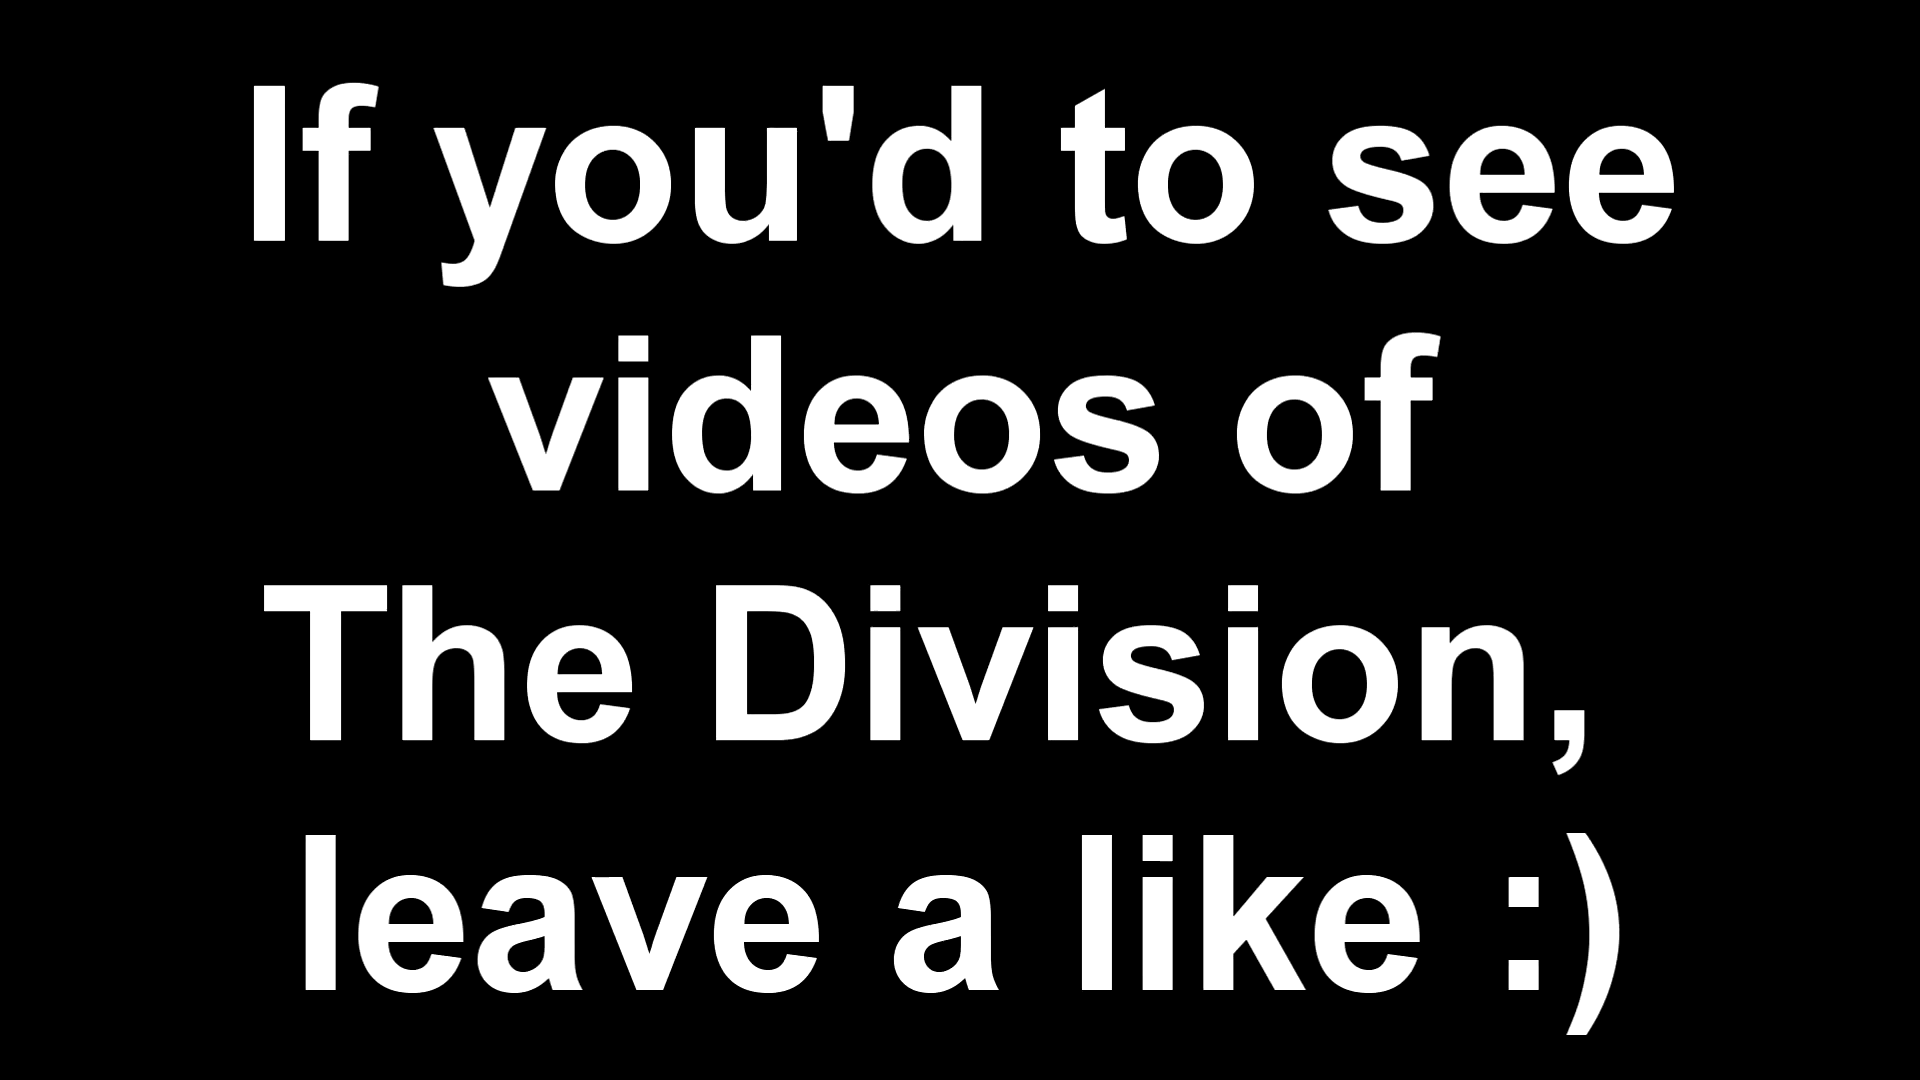 If you'd to see
videos of
The Division,
leave a like :)